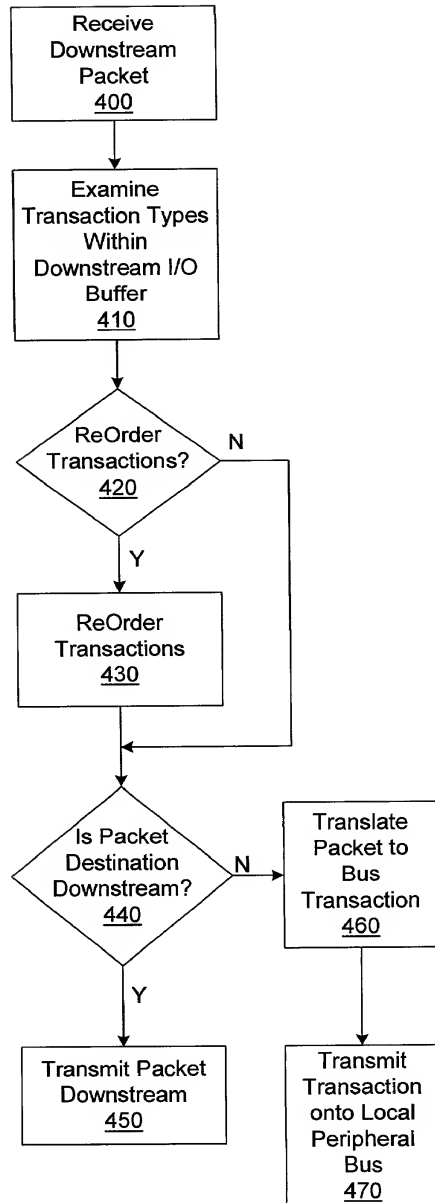 Receive
Downstream
Packet
400
Examine
Transaction Types
Within
Downstream I/O
Buffer
410
ReOrder
Transactions?
420
N
Y
ReOrder
Transactions
430
Is Packet
Destination
Downstream?
440
N
Translate
Packet to
Bus
Transaction
460
Y
Transmit Packet
Downstream
450
Transmit
Transaction
onto Local
Peripheral
Bus
470